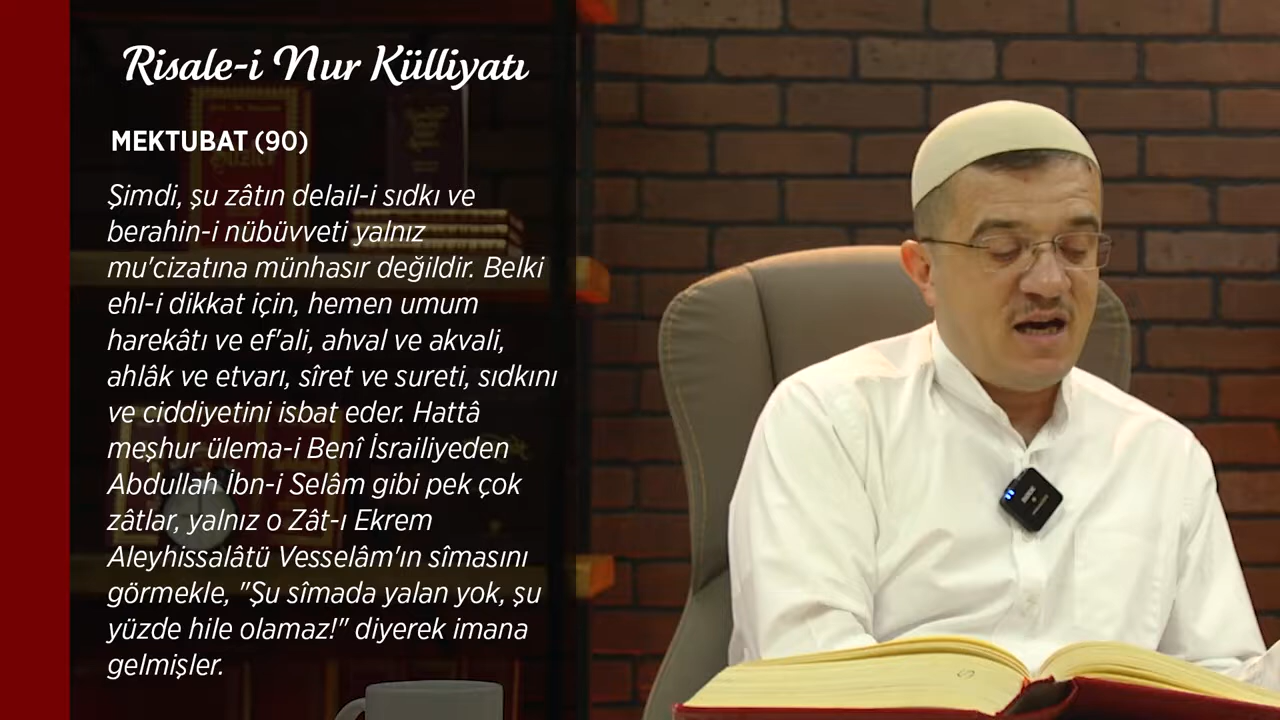 Risale-i Nur Külliyatı
MEKTUBAT (90)
Şimdi, şu zâtın delail-i sıdkı ve
berahin-i nübüvveti yalnız
mu'cizatına münhasır değildir. Belki
ehl-i dikkat için, hemen umum
harekâtı ve ef'ali, ahval ve akvali,
ahlâk ve etvarı, sîret ve sureti, sıdkını
ve ciddiyetini isbat eder. Hattâ
meşhur ülema-i Benî İsrailiyeden
Abdullah İbn-i Selâm gibi pek çok
zâtlar, yalnız o Zât-ı Ekrem
Aleyhissalâtü Vesselâm'ın sîmasını
görmekle, "Şu sîmada yalan yok, şu
yüzde hile olamaz!" diyerek imana
gelmişler.